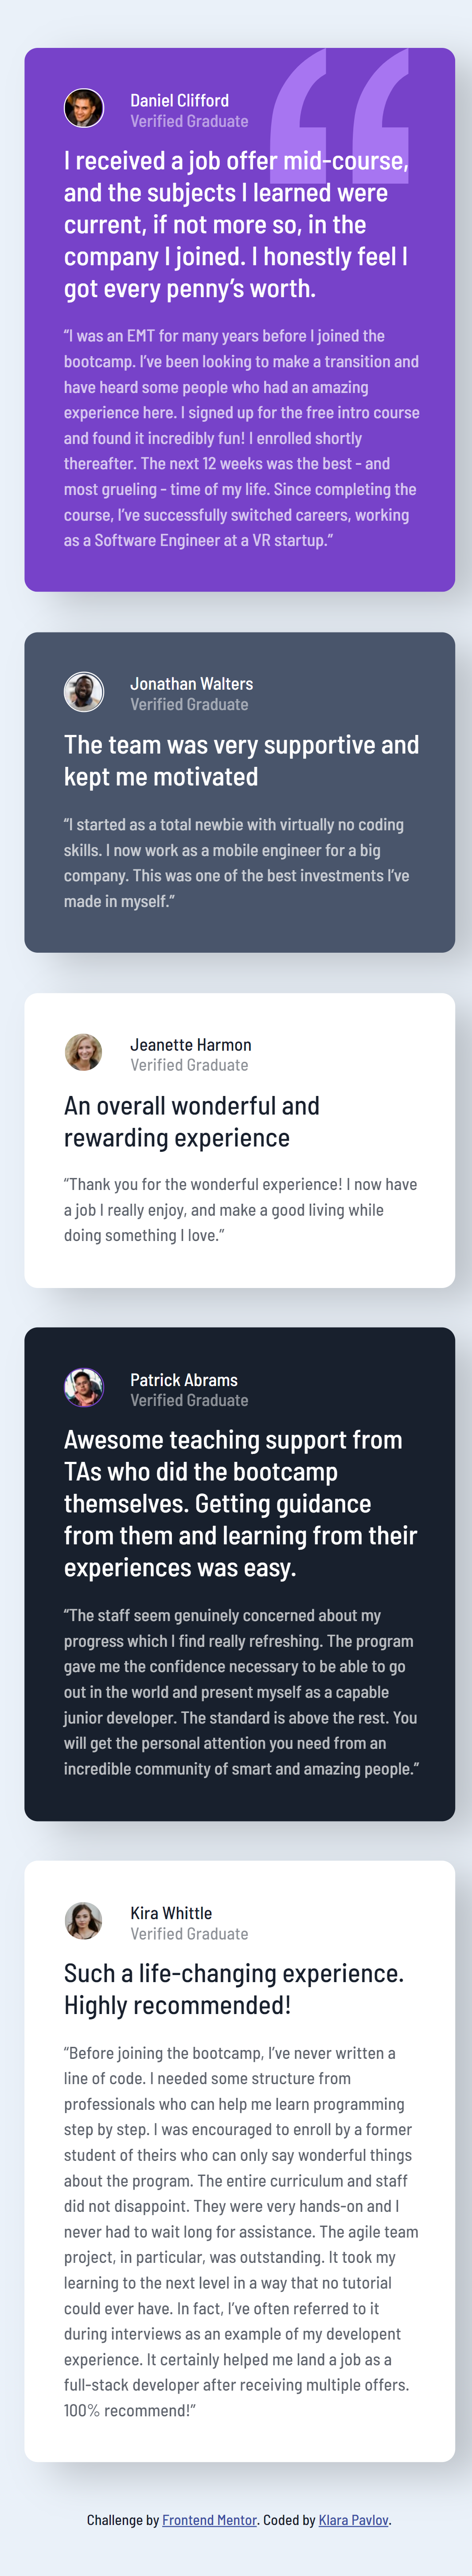 Daniel Clifford
Verified Graduate
I received a job offer mid-course,
and the subjects I learned were
current, if not more so, in the
company I joined. I honestly feel I
got every penny’s worth.
“I was an EMT for many years before I joined the
bootcamp. I’ve been looking to make a transition and
have heard some people who had an amazing
experience here. I signed up for the free intro course
and found it incredibly fun! I enrolled shortly
thereafter. The next 12 weeks was the best - and
most grueling - time of my life. Since completing the
course, I’ve successfully switched careers, working
as a Software Engineer at a VR startup.”
Jonathan Walters
Verified Graduate
The team was very supportive and
kept me motivated
“I started as a total newbie with virtually no coding
skills. I now work as a mobile engineer for a big
company. This was one of the best investments I’ve
made in myself.”
Jeanette Harmon
Verified Graduate
An overall wonderful and
rewarding experience
“Thank you for the wonderful experience! I now have
a job I really enjoy, and make a good living while
doing something I love.”
Patrick Abrams
Verified Graduate
Awesome teaching support from
TAs who did the bootcamp
themselves. Getting guidance
from them and learning from their
experiences was easy.
“The staff seem genuinely concerned about my
progress which I find really refreshing. The program
gave me the confidence necessary to be able to go
out in the world and present myself as a capable
junior developer. The standard is above the rest. You
will get the personal attention you need from an
incredible community of smart and amazing people.”
Kira Whittle
Verified Graduate
Such a life-changing experience.
Highly recommended!
“Before joining the bootcamp, I’ve never written a
line of code. I needed some structure from
professionals who can help me learn programming
step by step. I was encouraged to enroll by a former
student of theirs who can only say wonderful things
about the program. The entire curriculum and staff
did not disappoint. They were very hands-on and I
never had to wait long for assistance. The agile team
project, in particular, was outstanding. It took my
learning to the next level in a way that no tutorial
could ever have. In fact, I’ve often referred to it
during interviews as an example of my developent
experience. It certainly helped me land a job as a
full-stack developer after receiving multiple offers.
100% recommend!”
Challenge by Frontend Mentor. Coded by Klara Pavlov.